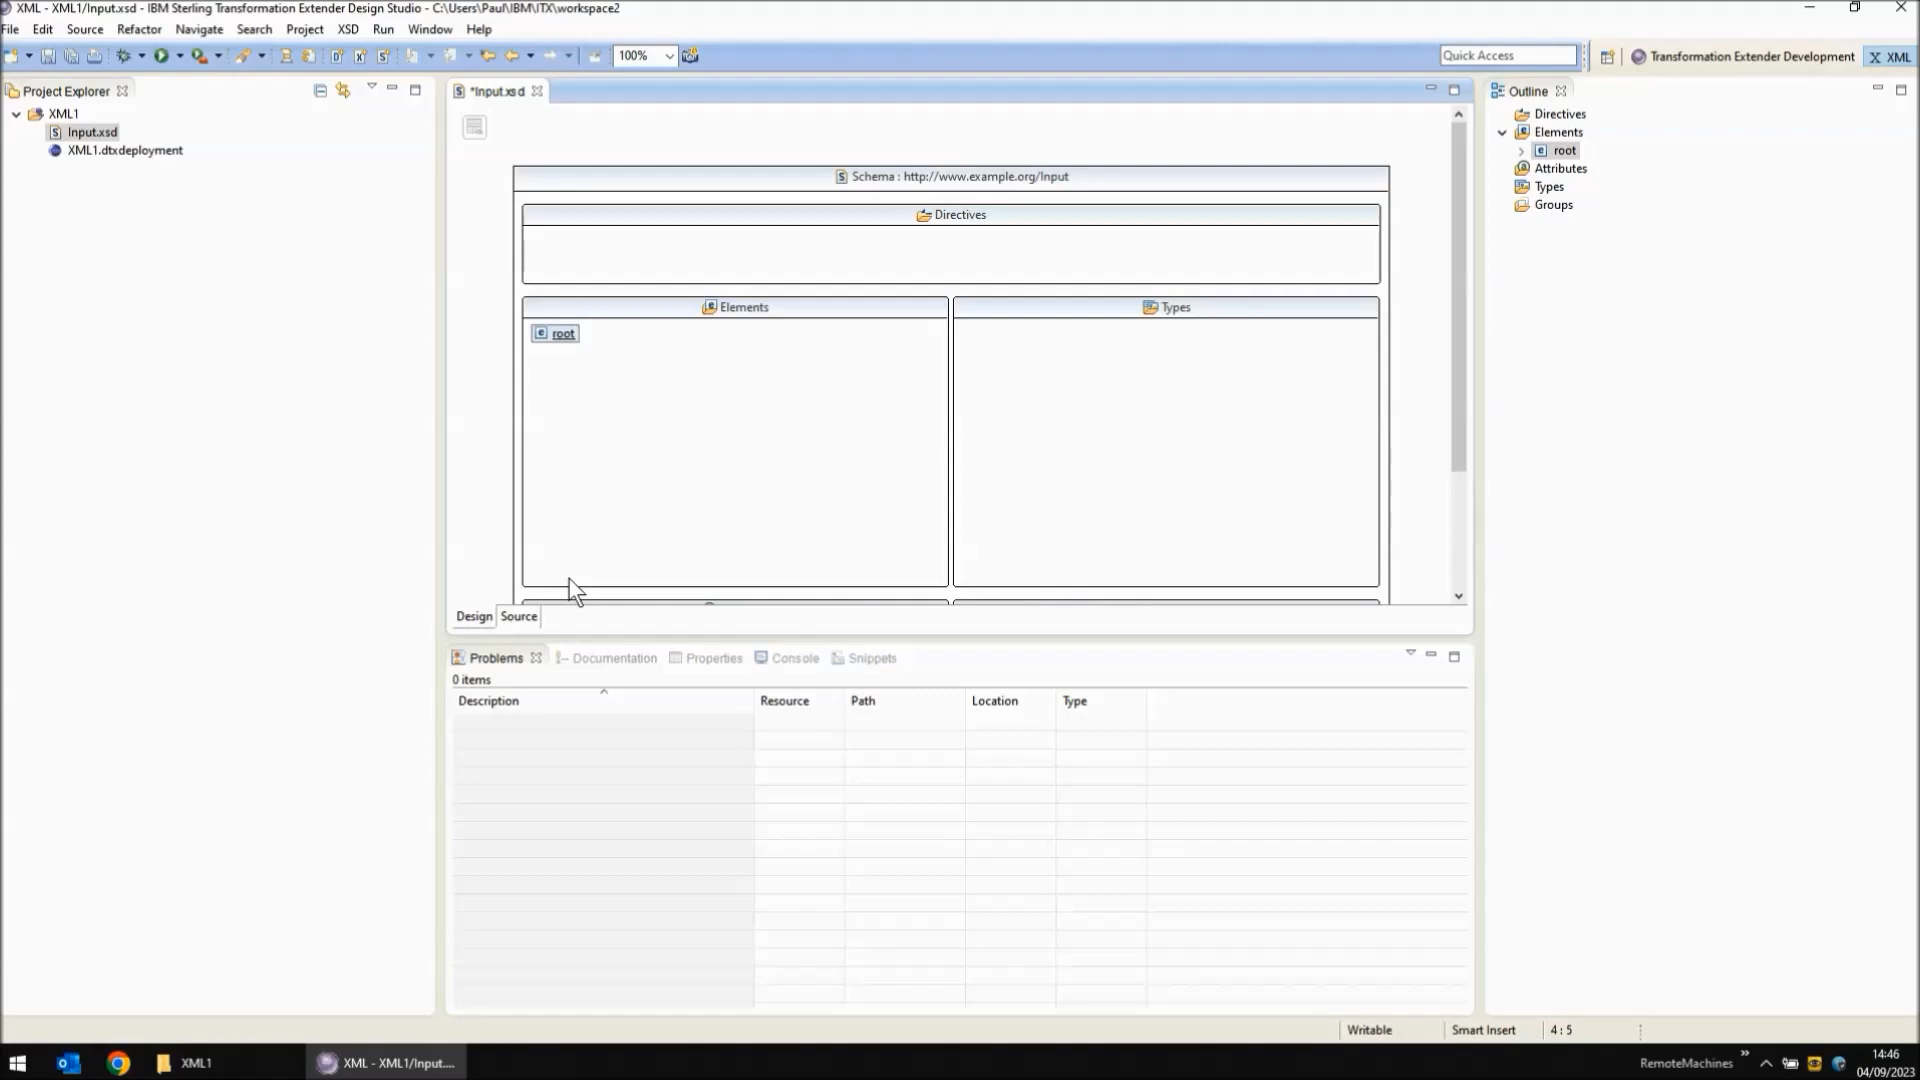 XML - XML1/Input.xsd - IBM Sterling Transformation Extender Design Studio - C:\Users\Paul\IBM\ITX\workspace2
File Edit Source Refactor Navigate Search Project XSD Run Window Help
100% Quick Access Transformation Extender Development XML
Project Explorer
XML1
Input.xsd
XML1.dtxdeployment
*Input.xsd
Schema : http://www.example.org/Input
Directives
Elements Types
root
Design Source
Outline
Directives
Elements
root
Attributes
Types
Groups
Problems Documentation Properties Console Snippets
0 items
Description Resource Path Location Type
Writable Smart Insert 4 : 5
XML1 XML - XML1/Input.... RemoteMachines 14:46
04/09/2023